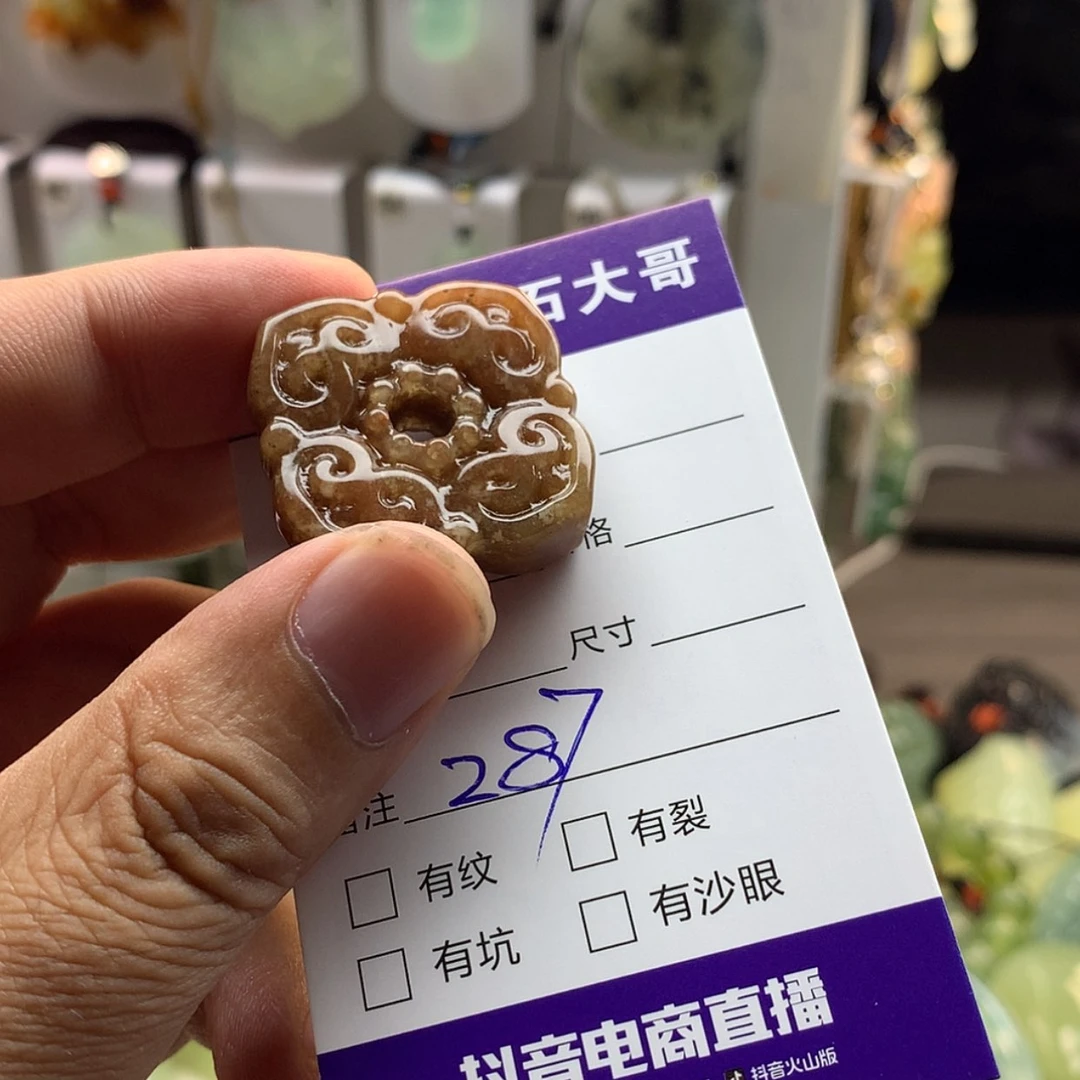 石大哥
格
尺寸
备注 287
有纹 有裂
有坑 有沙眼
抖音电商直播
抖音火山版